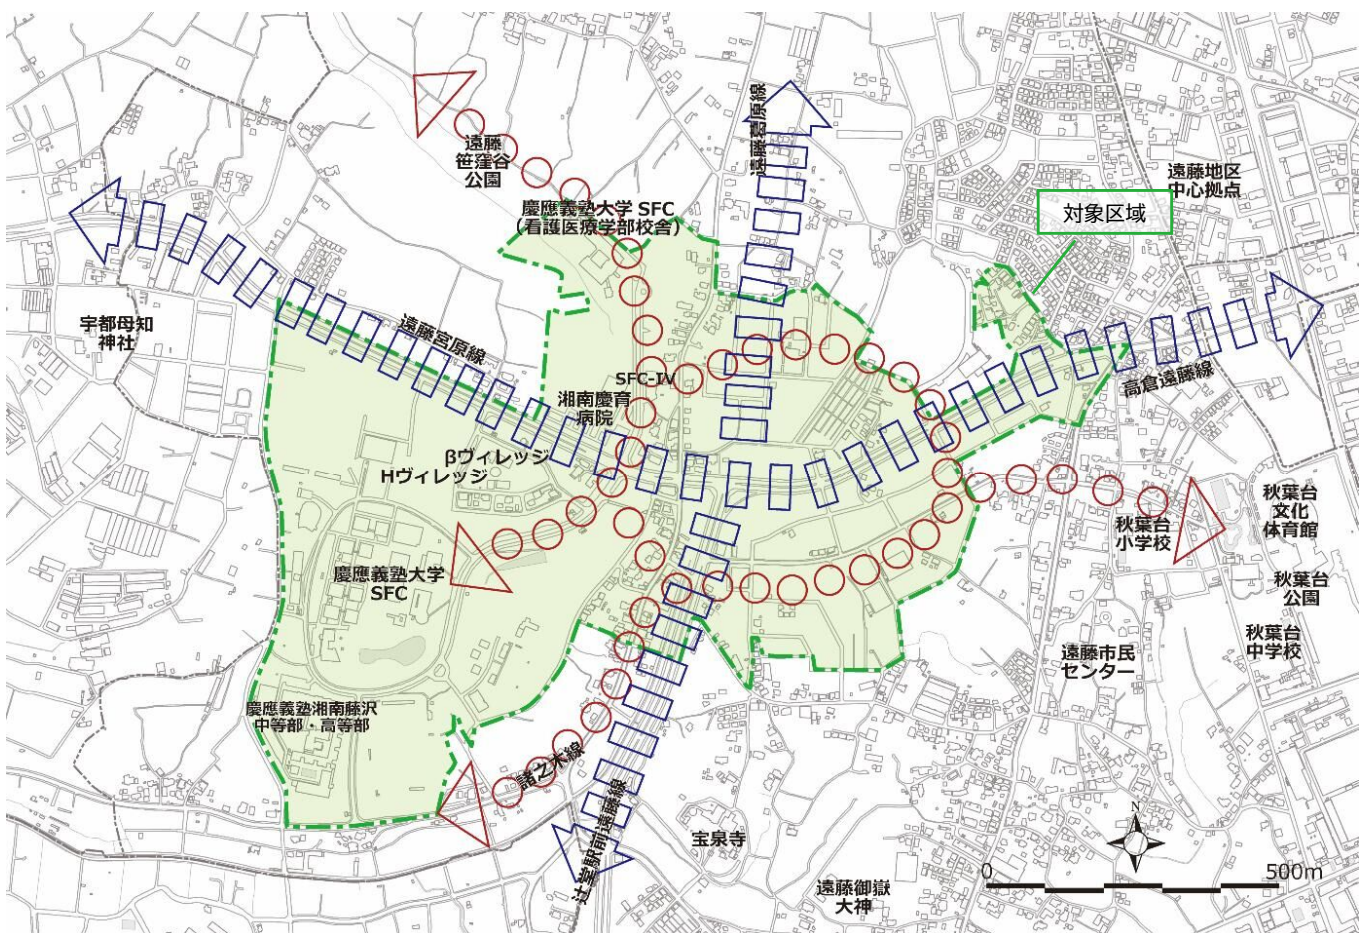 遠藤葛原線
遠藤
笹窪谷
公園
遠藤地区
中心拠点
対象区域
慶應義塾大学 SFC
(看護医療学部校舎)
宇都母知
神社
遠藤宮原線
高倉遠藤線
SFC-IV
湘南慶育
病院
βヴィレッジ
Hヴィレッジ
秋葉台
文化
体育館
秋葉台
小学校
慶應義塾大学
SFC
秋葉台
公園
秋葉台
中学校
遠藤市民
センター
慶應義塾湘南藤沢
中等部・高等部
諸之木線
辻堂駅前遠藤線
宝泉寺
N
0
500m
遠藤御嶽
大神